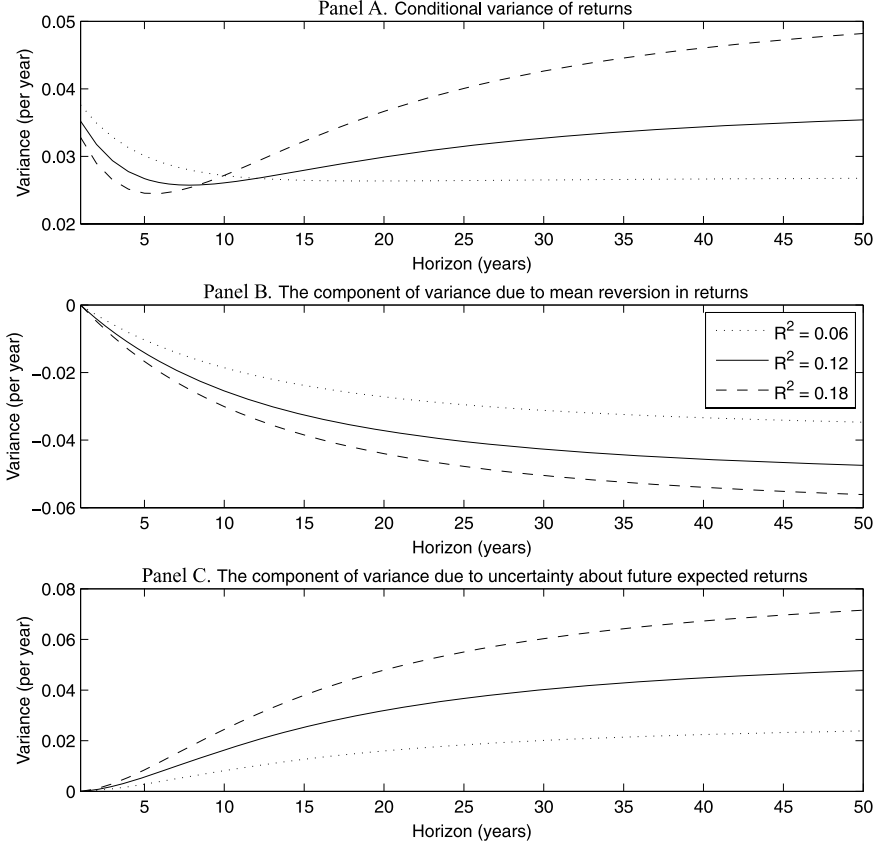 Panel A. Conditional variance of returns
0.05
0.04
0.03
0.02
Variance (per year)
5 10 15 20 25 30 35 40 45 50
Horizon (years)
Panel B. The component of variance due to mean reversion in returns
0
−0.02
−0.04
−0.06
Variance (per year)
R² = 0.06
R² = 0.12
R² = 0.18
5 10 15 20 25 30 35 40 45 50
Horizon (years)
Panel C. The component of variance due to uncertainty about future expected returns
0.08
0.06
0.04
0.02
0
Variance (per year)
5 10 15 20 25 30 35 40 45 50
Horizon (years)